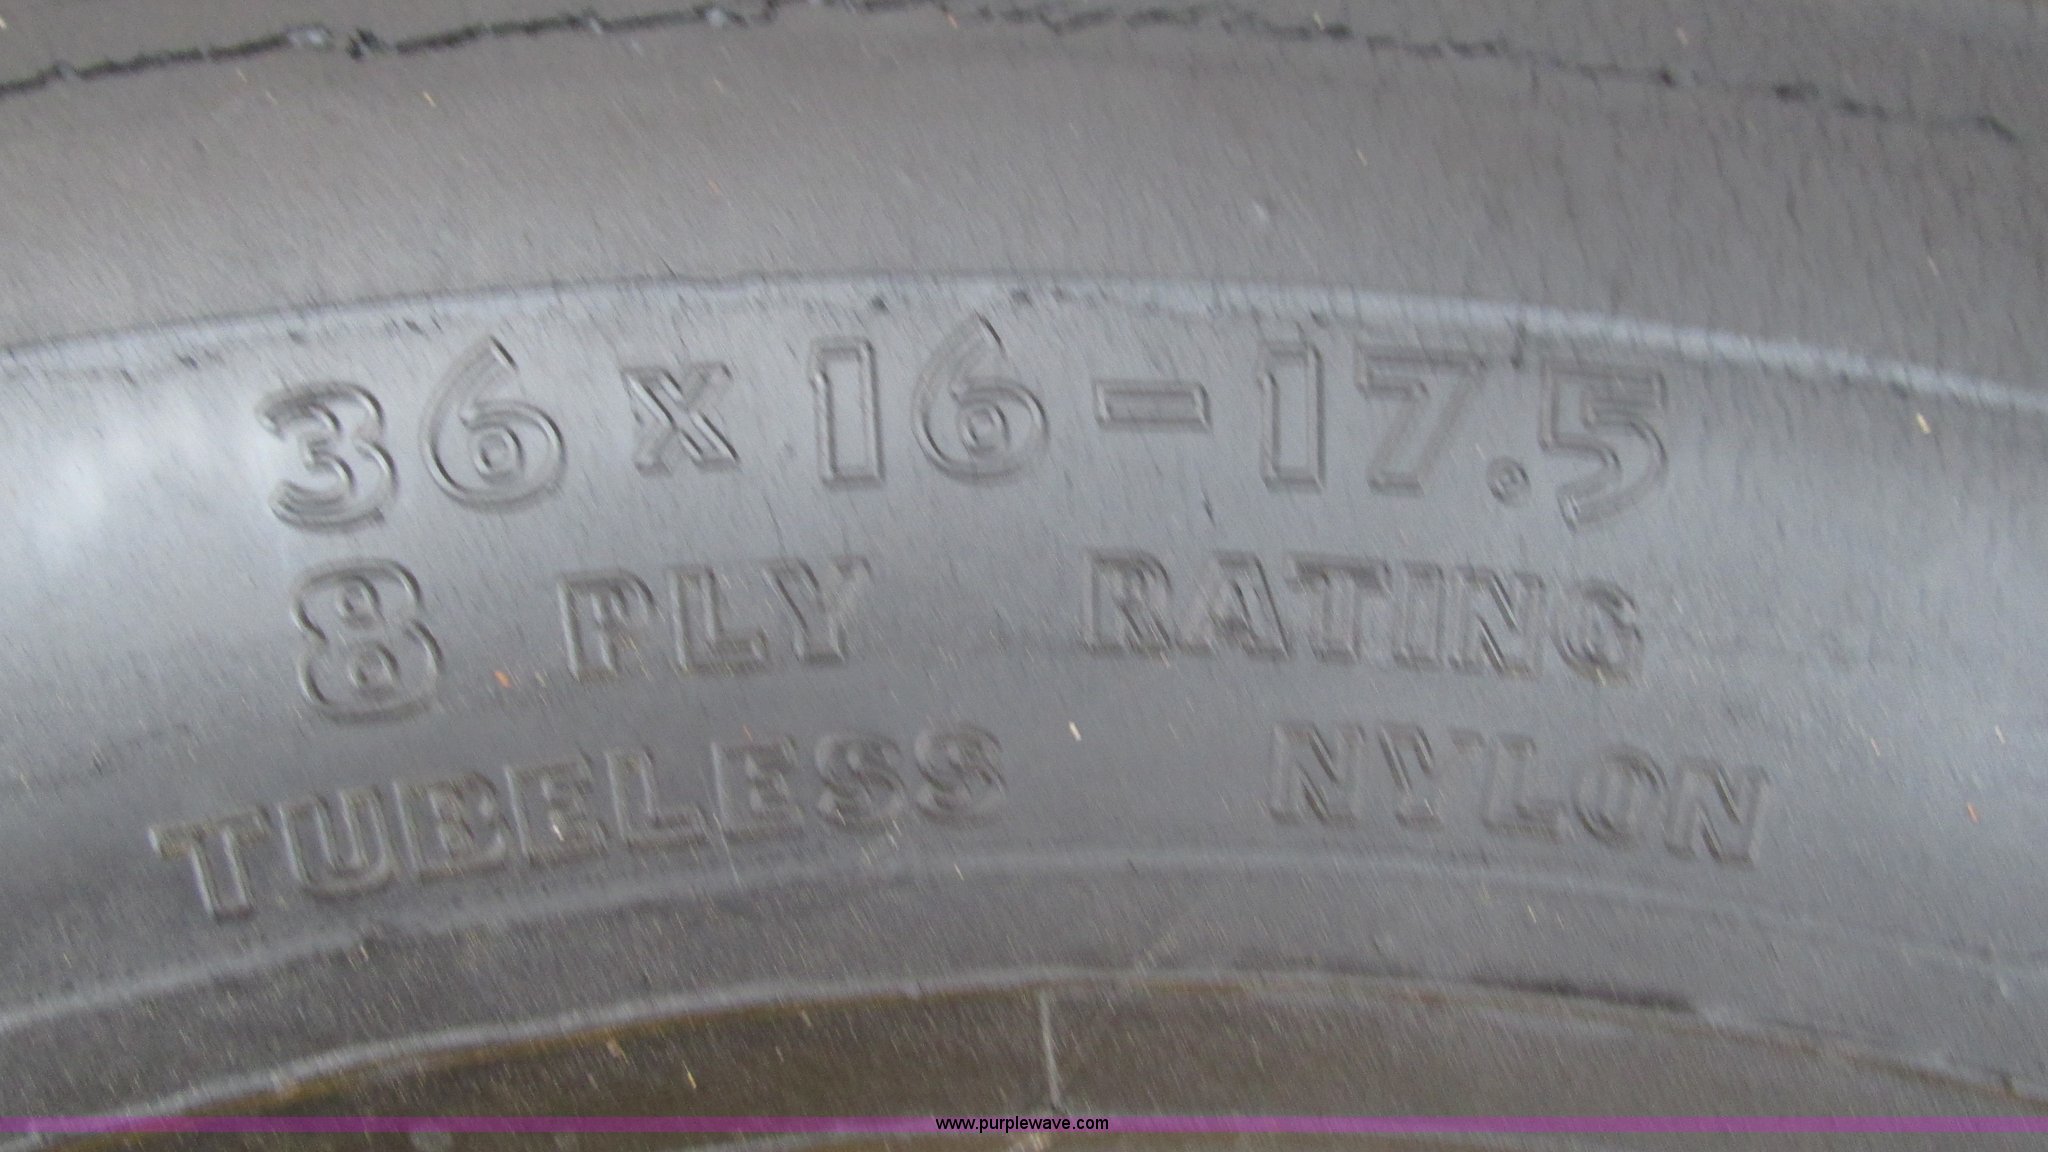 36x16-17.5
8 PLY RATING
TUBELESS NYLON
www.purplewave.com